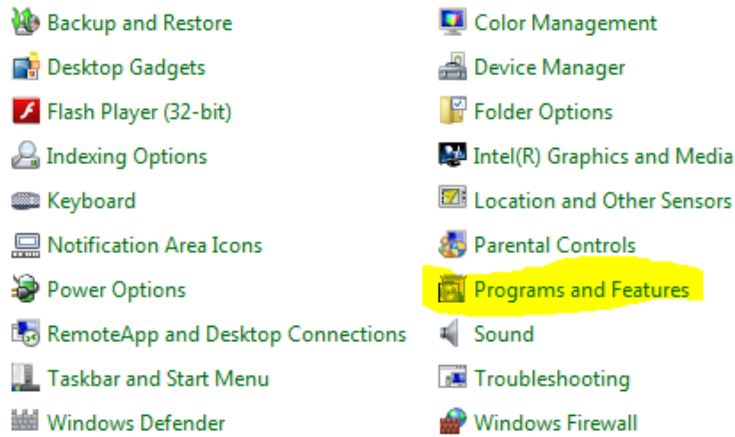 Backup and Restore
Color Management
Desktop Gadgets
Device Manager
Flash Player (32-bit)
Folder Options
Indexing Options
Intel(R) Graphics and Media
Keyboard
Location and Other Sensors
Notification Area Icons
Parental Controls
Power Options
Programs and Features
RemoteApp and Desktop Connections
Sound
Taskbar and Start Menu
Troubleshooting
Windows Defender
Windows Firewall